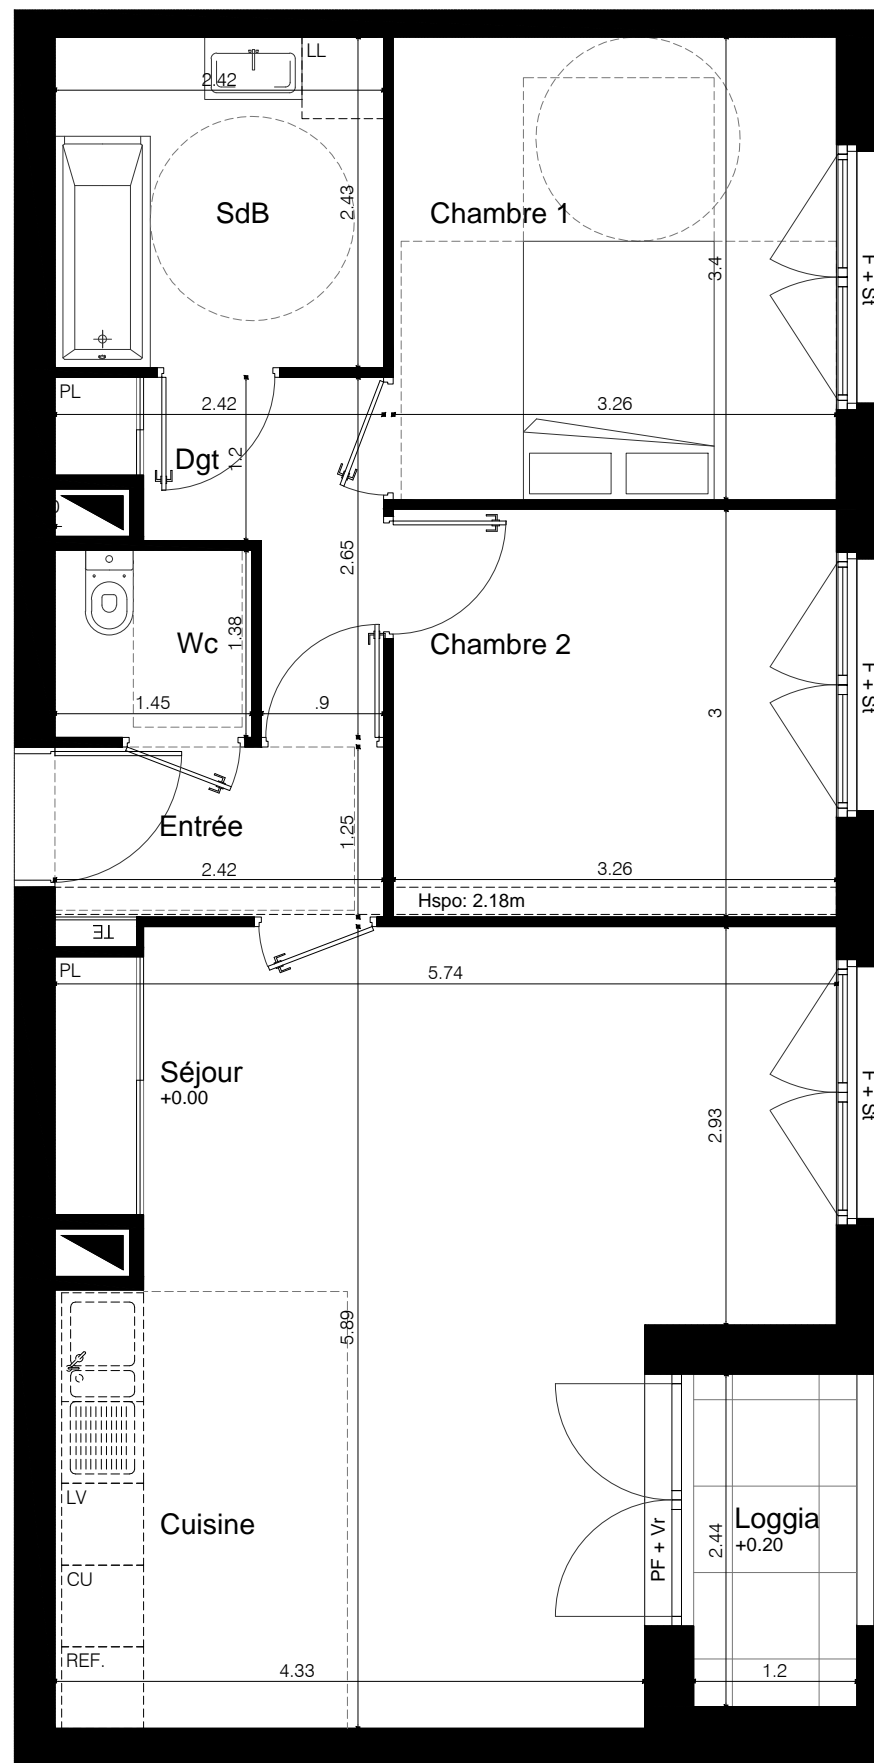 LL
2.42
SdB
2.43
Chambre 1
3.4
F + St
PL
2.42
3.26
Dgt
1.2
2.65
Wc
1.38
Chambre 2
F + St
1.45
.9
3
Entrée
1.25
2.42
3.26
Hspo: 2.18m
TE
PL
5.74
Séjour
+0.00
F + St
2.93
5.89
LV
Cuisine
PF + Vr
2.44
Loggia
+0.20
CU
REF.
4.33
1.2